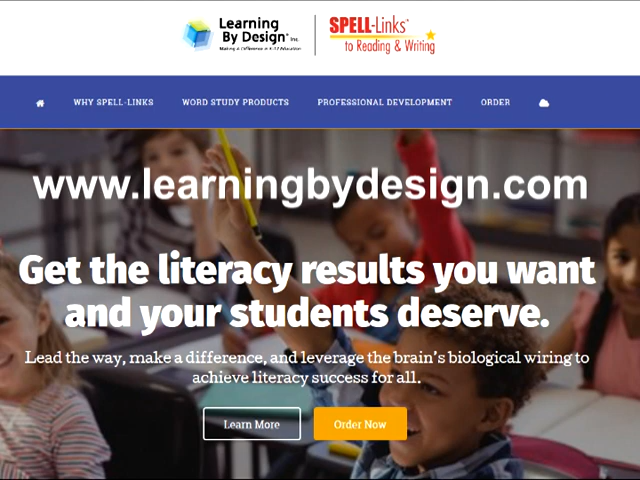 Learning
By Design® Inc.
Making A Difference in K-12 Education
SPELL-Links®
to Reading & Writing
WHY SPELL-LINKS WORD STUDY PRODUCTS PROFESSIONAL DEVELOPMENT ORDER
www.learningbydesign.com
Get the literacy results you want
and your students deserve.
Lead the way, make a difference, and leverage the brain's biological wiring to
achieve literacy success for all.
Learn More Order Now